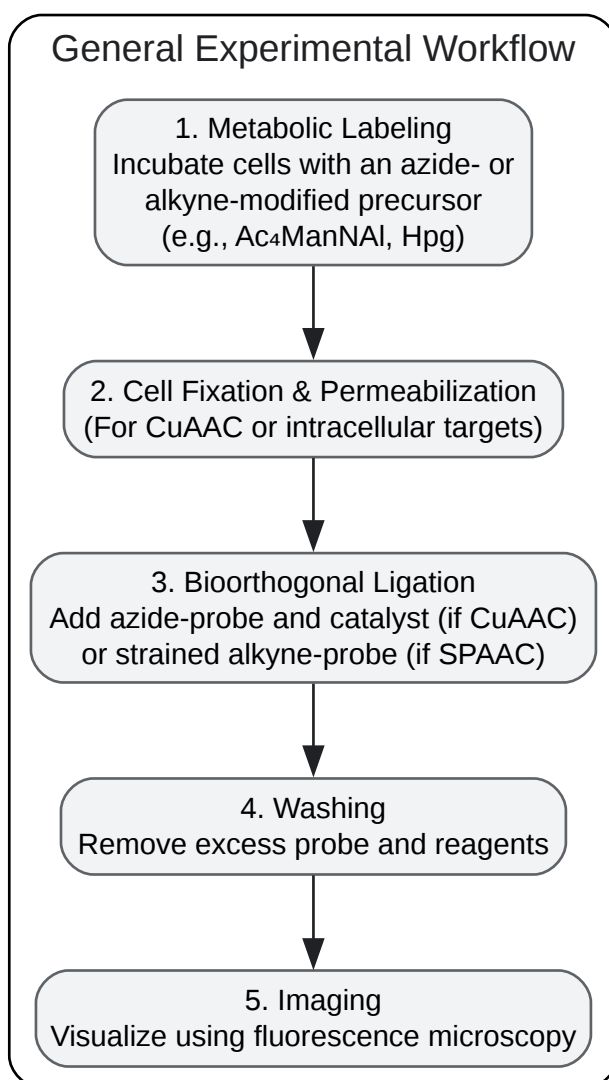 General Experimental Workflow
1. Metabolic Labeling
Incubate cells with an azide- or
alkyne-modified precursor
(e.g., Ac₄ManNAl, Hpg)
2. Cell Fixation & Permeabilization
(For CuAAC or intracellular targets)
3. Bioorthogonal Ligation
Add azide-probe and catalyst (if CuAAC)
or strained alkyne-probe (if SPAAC)
4. Washing
Remove excess probe and reagents
5. Imaging
Visualize using fluorescence microscopy